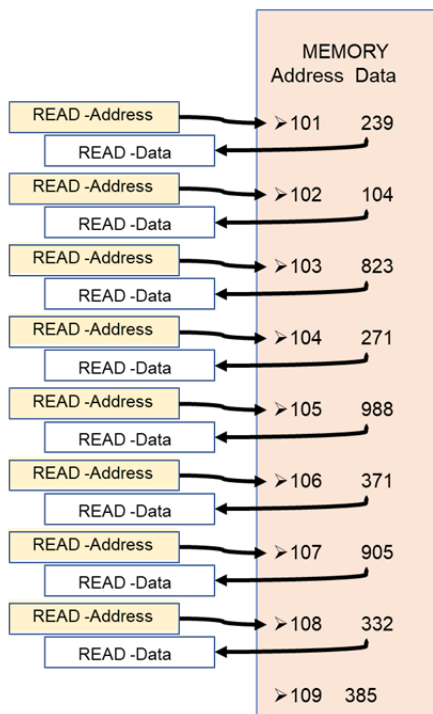 MEMORY
Address Data
READ -Address
➢101 239
READ -Data
READ -Address
➢102 104
READ -Data
READ -Address
➢103 823
READ -Data
READ -Address
➢104 271
READ -Data
READ -Address
➢105 988
READ -Data
READ -Address
➢106 371
READ -Data
READ -Address
➢107 905
READ -Data
READ -Address
➢108 332
READ -Data
➢109 385